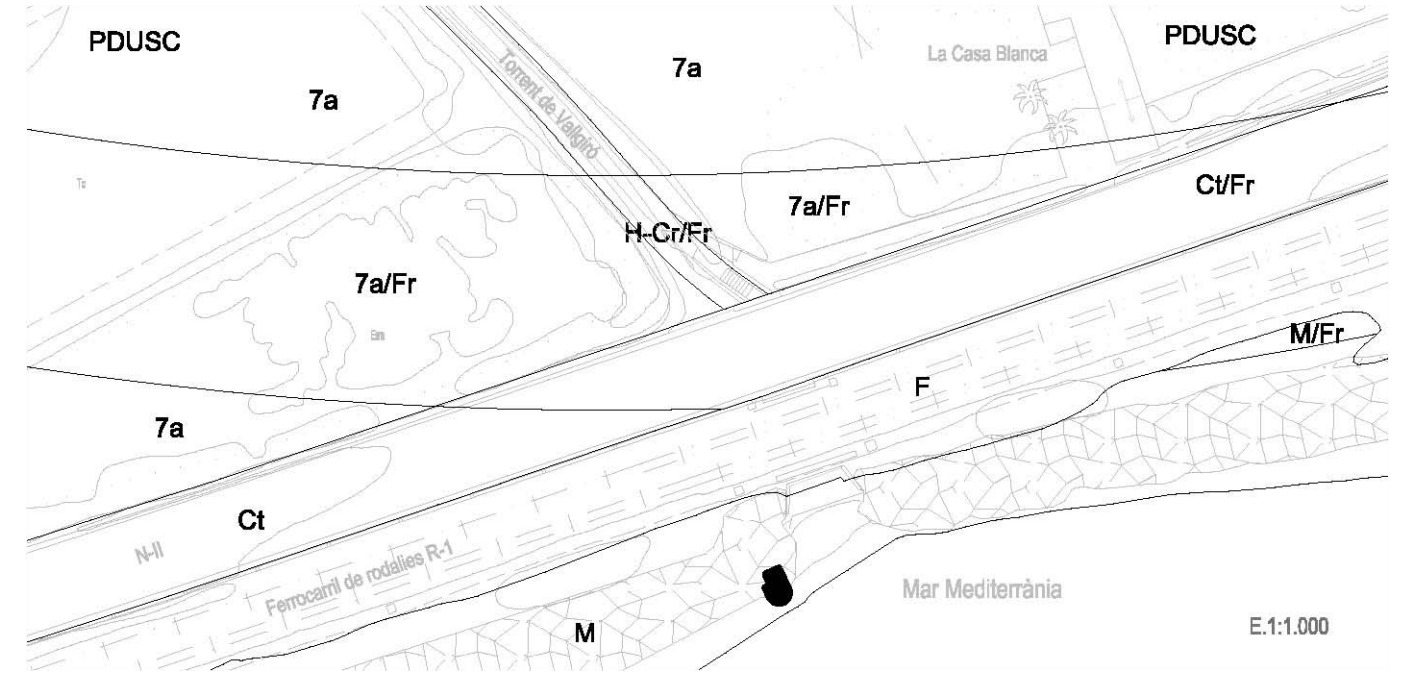 PDUSC
PDUSC
La Casa Blanca
7a
7a
Torrent de Vallgiró
Ct/Fr
7a/Fr
H-Cr/Fr
7a/Fr
M/Fr
F
7a
Ct
N-II
Ferrocarril de rodalies R-1
Mar Mediterrània
M
E.1:1.000